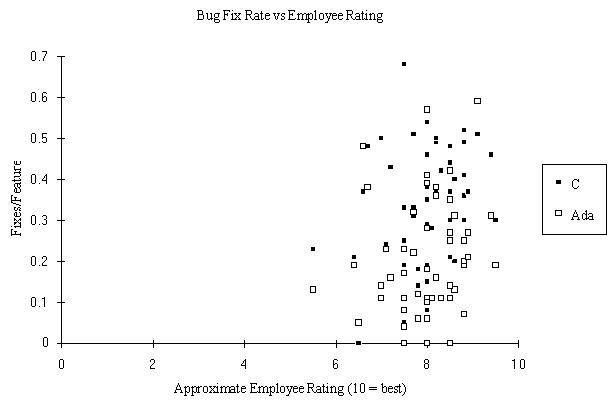 Bug Fix Rate vs Employee Rating
0.7
0.6
0.5
0.4
0.3
0.2
0.1
0
Fixes/Feature
0 2 4 6 8 10
Approximate Employee Rating (10 = best)
C
Ada